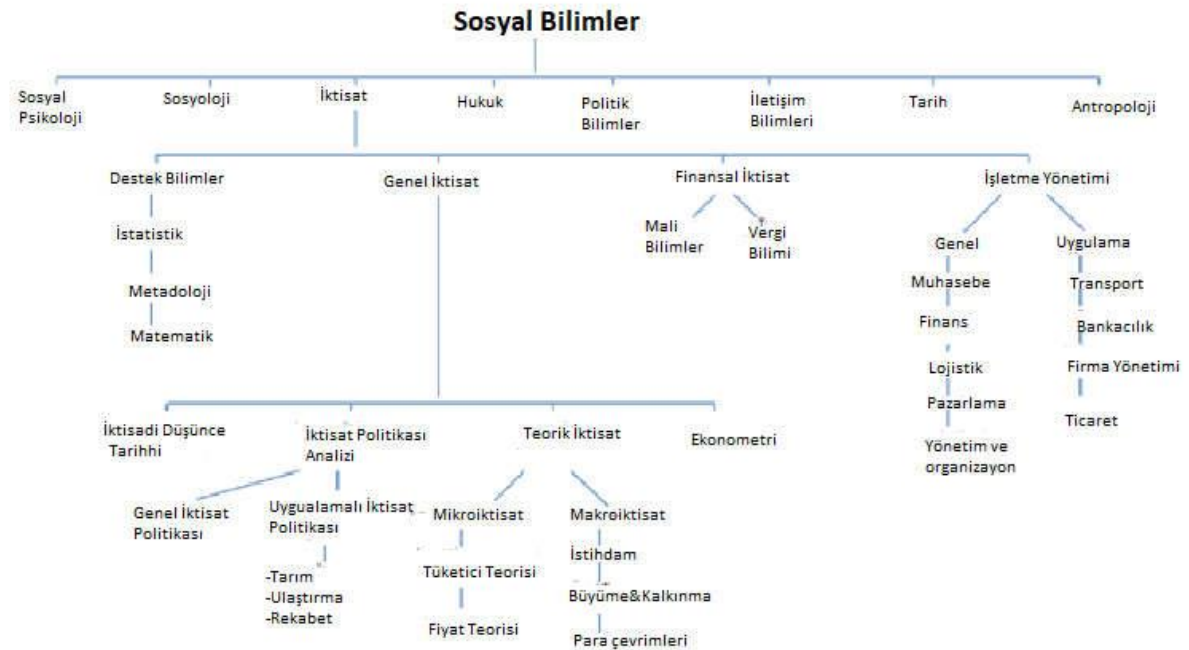 Sosyal Bilimler
Sosyal
Psikoloji
Sosyoloji
İktisat
Hukuk
Politik
Bilimler
İletişim
Bilimleri
Tarih
Antropoloji
Destek Bilimler
Genel İktisat
Finansal İktisat
İşletme Yönetimi
İstatistik
Metadoloji
Matematik
Mali
Bilimler
Vergi
Bilimi
Genel
Muhasebe
Finans
Lojistik
Pazarlama
Yönetim ve
organizayon
Uygulama
Transport
Bankacılık
Firma Yönetimi
Ticaret
İktisadi Düşünce
Tarihhi
İktisat Politikası
Analizi
Teorik İktisat
Ekonometri
Genel İktisat
Politikası
Uygualamalı İktisat
Politikası
-Tarım
-Ulaştırma
-Rekabet
Mikroiktisat
Tüketici Teorisi
Fiyat Teorisi
Makroiktisat
İstihdam
Büyüme&Kalkınma
Para çevrimleri